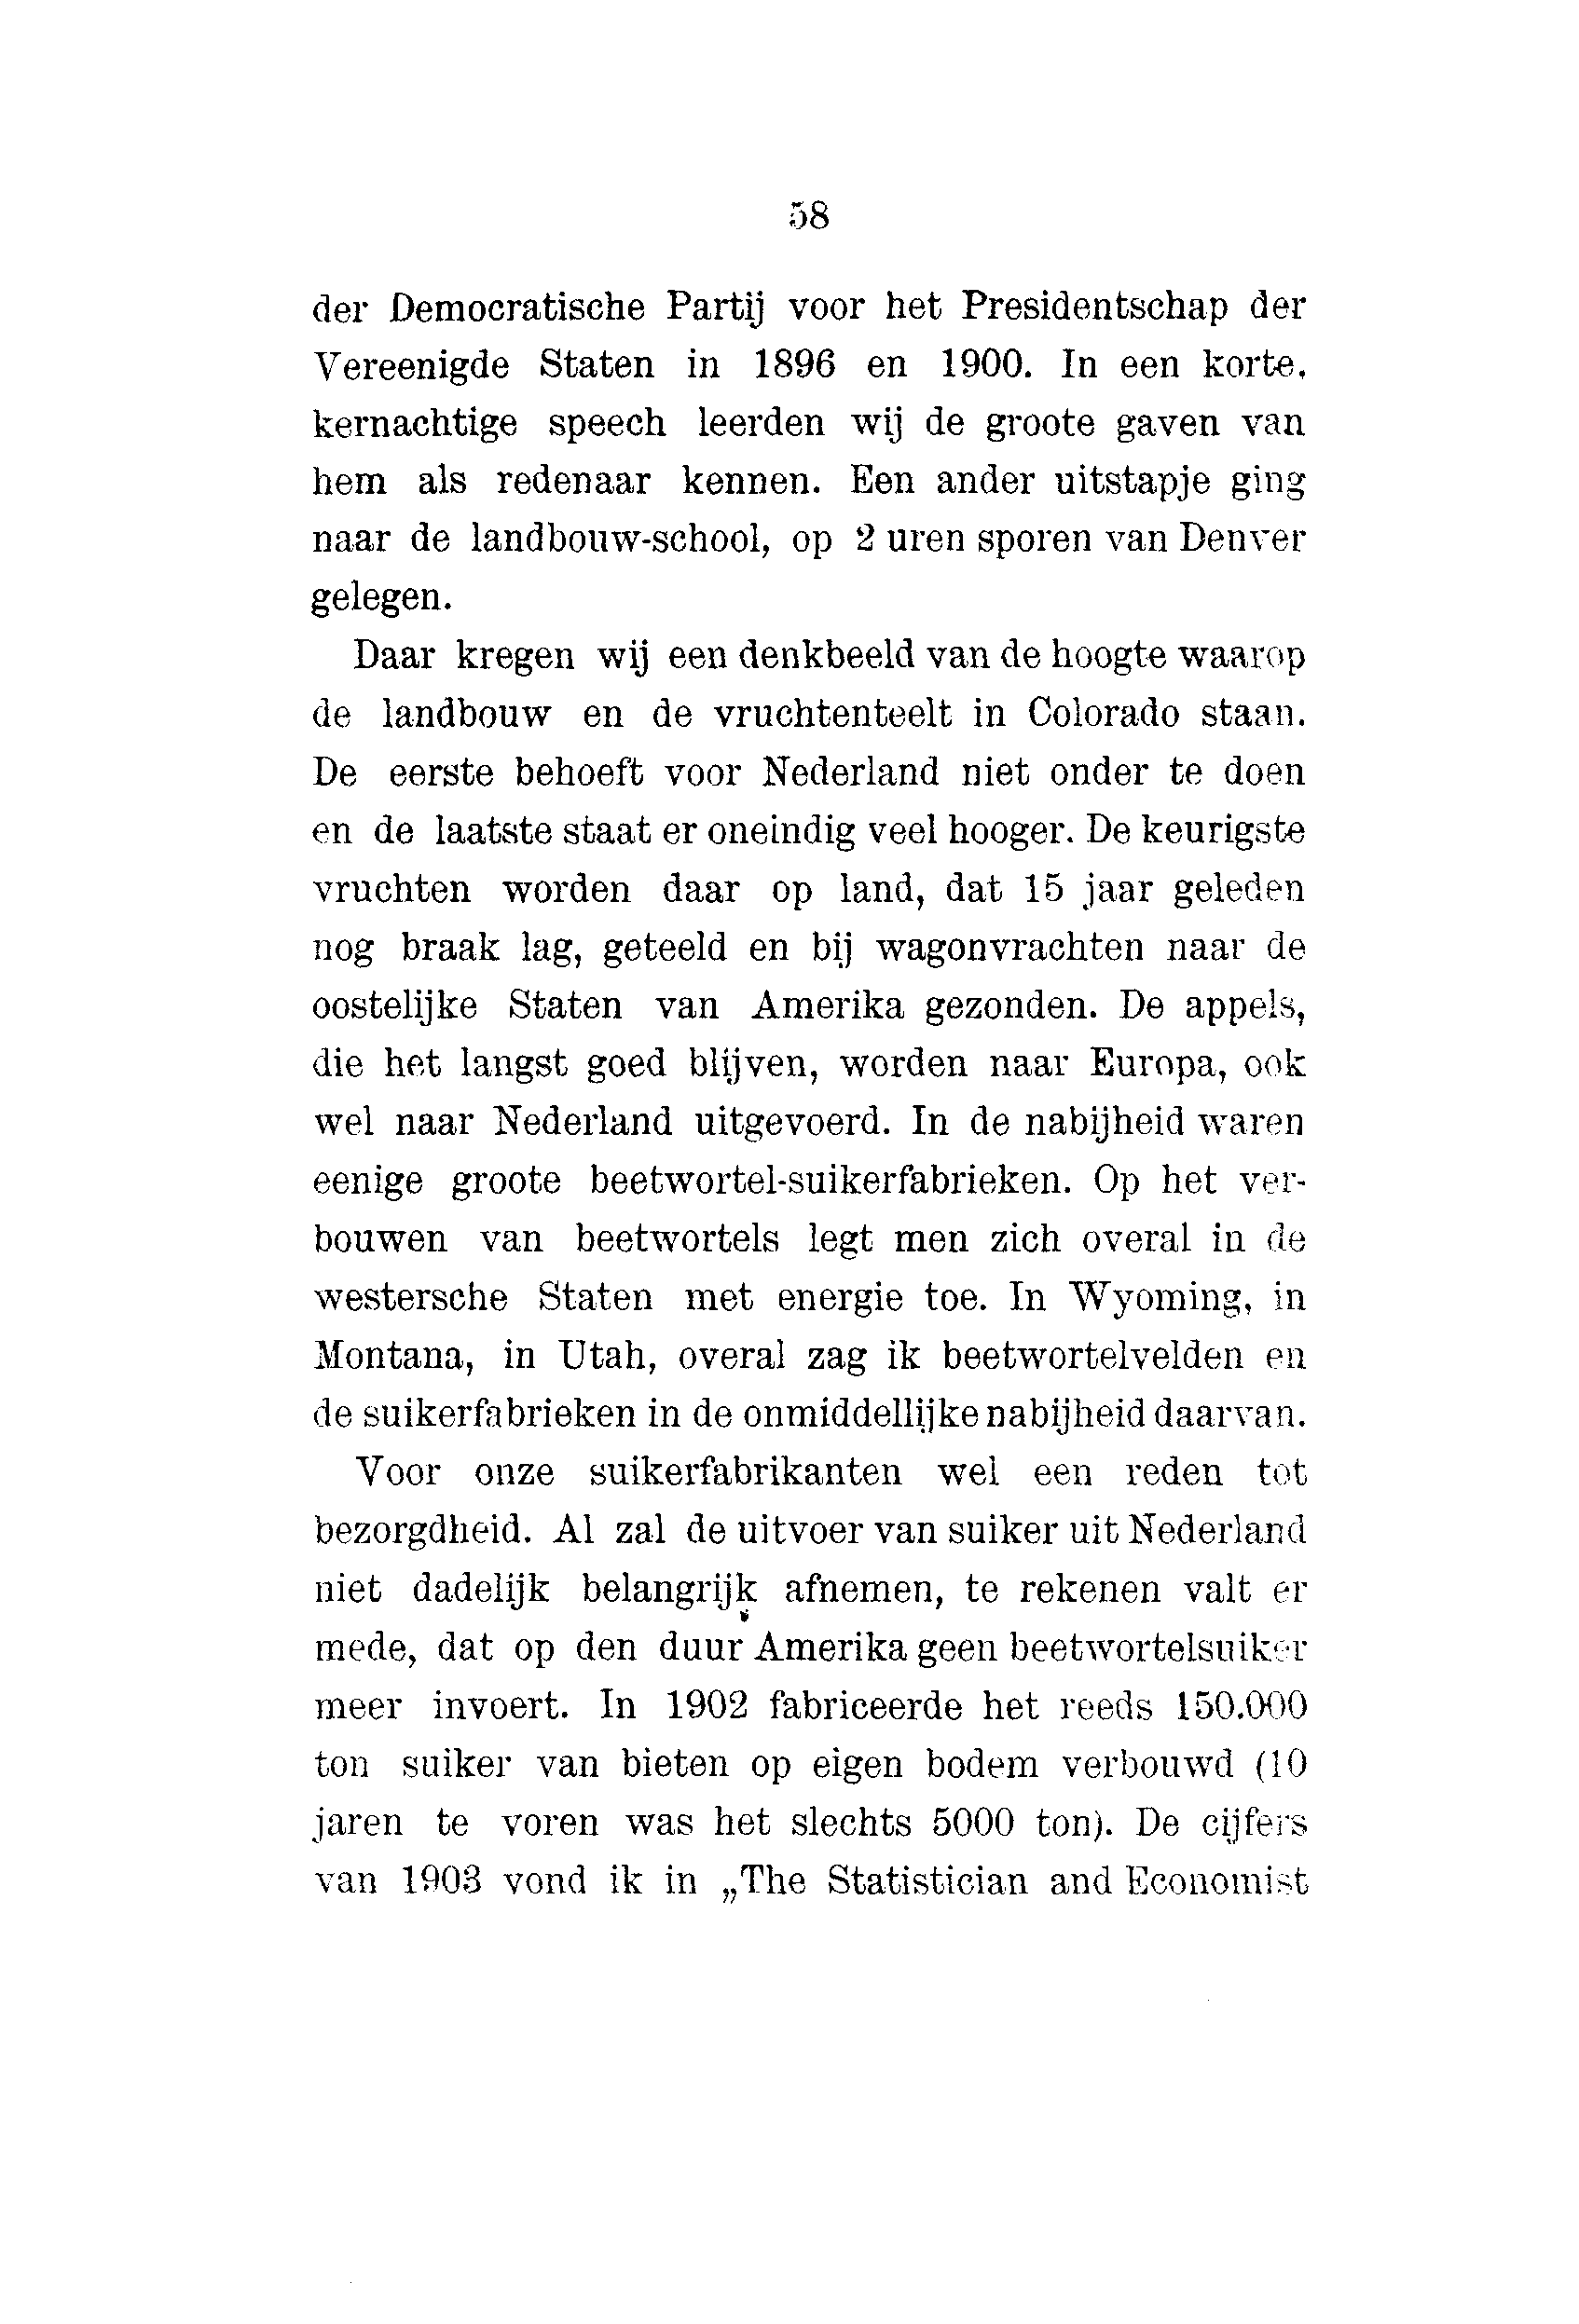 58
der Democratische Partij voor het Presidentschap der
Vereenigde Staten in 1896 en 1900. In een korte,
kernachtige speech leerden wij de groote gaven van
hem als redenaar kennen. Een ander uitstapje ging
naar de landbouw-school, op 2 uren sporen van Denver
gelegen.
Daar kregen wij een denkbeeld van de hoogte waarop
de landbouw en de vruchtenteelt in Colorado staan.
De eerste behoeft voor Nederland niet onder te doen
en de laatste staat er oneindig veel hooger. De keurigste
vruchten worden daar op land, dat 15 jaar geleden
nog braak lag, geteeld en bij wagonvrachten naar de
oostelijke Staten van Amerika gezonden. De appels,
die het langst goed blijven, worden naar Europa, ook
wel naar Nederland uitgevoerd. In de nabijheid waren
eenige groote beetwortel-suikerfabrieken. Op het ver-
bouwen van beetwortels legt men zich overal in de
westersche Staten met energie toe. In Wyoming, in
Montana, in Utah, overal zag ik beetwortelvelden en
de suikerfabrieken in de onmiddellijke nabijheid daarvan.
Voor onze suikerfabrikanten wel een reden tot
bezorgdheid. Al zal de uitvoer van suiker uit Nederland
niet dadelijk belangrijk afnemen, te rekenen valt er
mede, dat op den duur Amerika geen beetwortelsuiker
meer invoert. In 1902 fabriceerde het reeds 150.000
ton suiker van bieten op eigen bodem verbouwd (10
jaren te voren was het slechts 5000 ton). De cijfers
van 1903 vond ik in „The Statistician and Economist